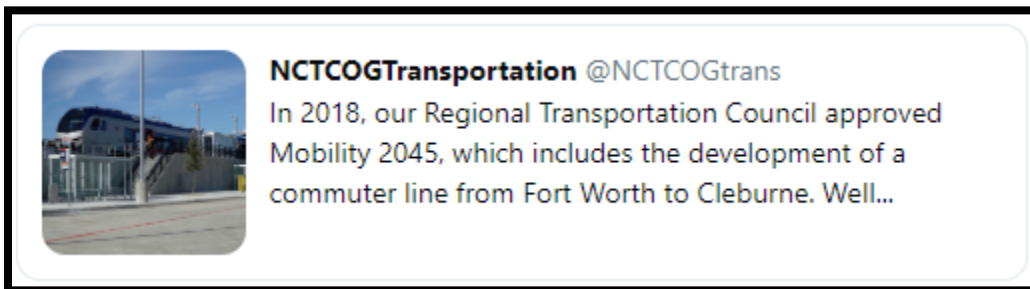 NCTCOGTransportation @NCTCOGtrans
In 2018, our Regional Transportation Council approved
Mobility 2045, which includes the development of a
commuter line from Fort Worth to Cleburne. Well...